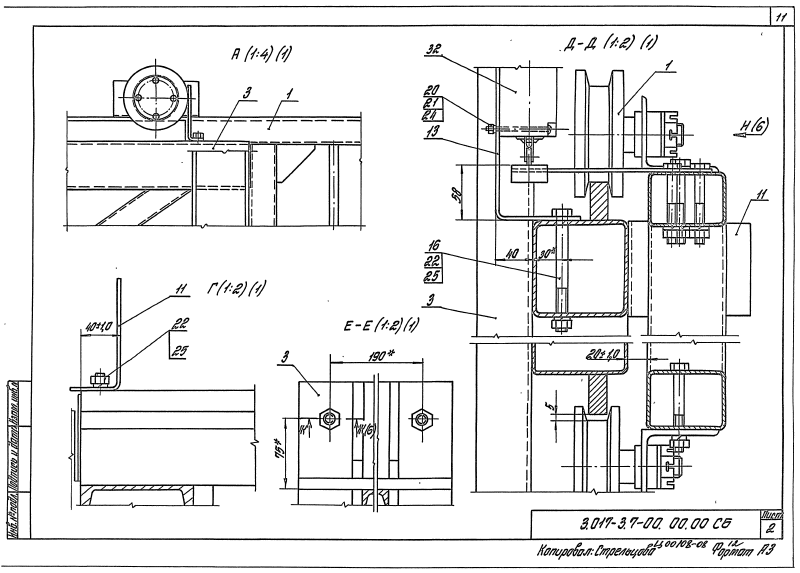 11
А (1:4) (1)
3
1
Д-Д (1:2) (1)
32
20
21
24
13
1
Н(6)
58
11
40
30*
16
22
25
3
20±1,0
5
Г(1:2) (1)
11
40±1,0
22
25
Е-Е (1:2) (1)
3
190*
75*
Ж
Ж(6)
Инв.№ подл.
Подпись и дата
Взам. инв.№
3.017-3.7-00. 00.00 СБ
Лист
2
Ц00108-08 12
Копировал: Стрельцова
Формат А3